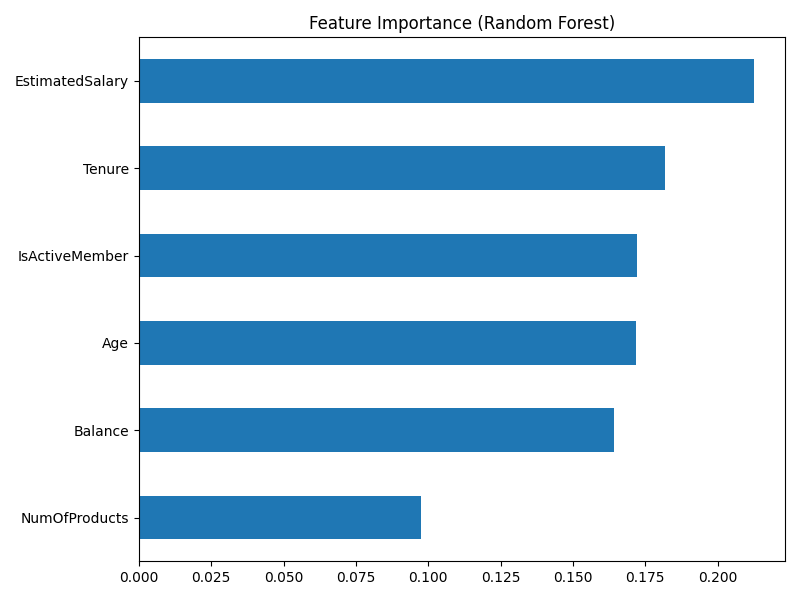 Feature Importance (Random Forest)
EstimatedSalary
Tenure
IsActiveMember
Age
Balance
NumOfProducts
0.000 0.025 0.050 0.075 0.100 0.125 0.150 0.175 0.200